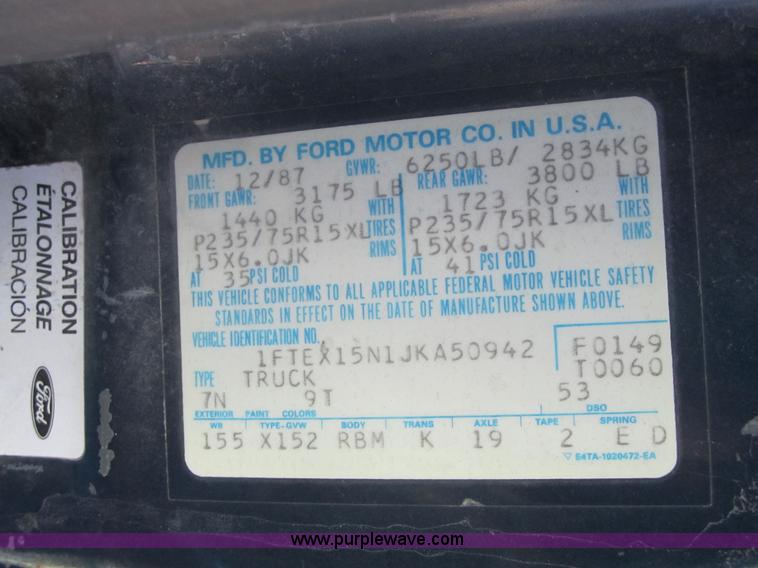 CALIBRATION
ÉTALONNAGE
CALIBRACIÓN
Ford
MFD. BY FORD MOTOR CO. IN U.S.A.
DATE: 12/87 GVWR: 6250LB/ 2834KG
FRONT GAWR: 3175 LB REAR GAWR: 3800 LB
1440 KG WITH 1723 KG WITH
P235/75R15XL TIRES P235/75R15XL TIRES
15X6.0JK RIMS 15X6.0JK RIMS
AT 35 PSI COLD AT 41 PSI COLD
THIS VEHICLE CONFORMS TO ALL APPLICABLE FEDERAL MOTOR VEHICLE SAFETY
STANDARDS IN EFFECT ON THE DATE OF MANUFACTURE SHOWN ABOVE.
VEHICLE IDENTIFICATION NO.
1FTEX15N1JKA50942 F0149
TYPE TRUCK T0060
7N 9T 53
EXTERIOR PAINT COLORS DSO
WB TYPE-GVW BODY TRANS AXLE TAPE SPRING
155 X152 RBM K 19 2 E D
▽ E4TA-1020472-EA
www.purplewave.com